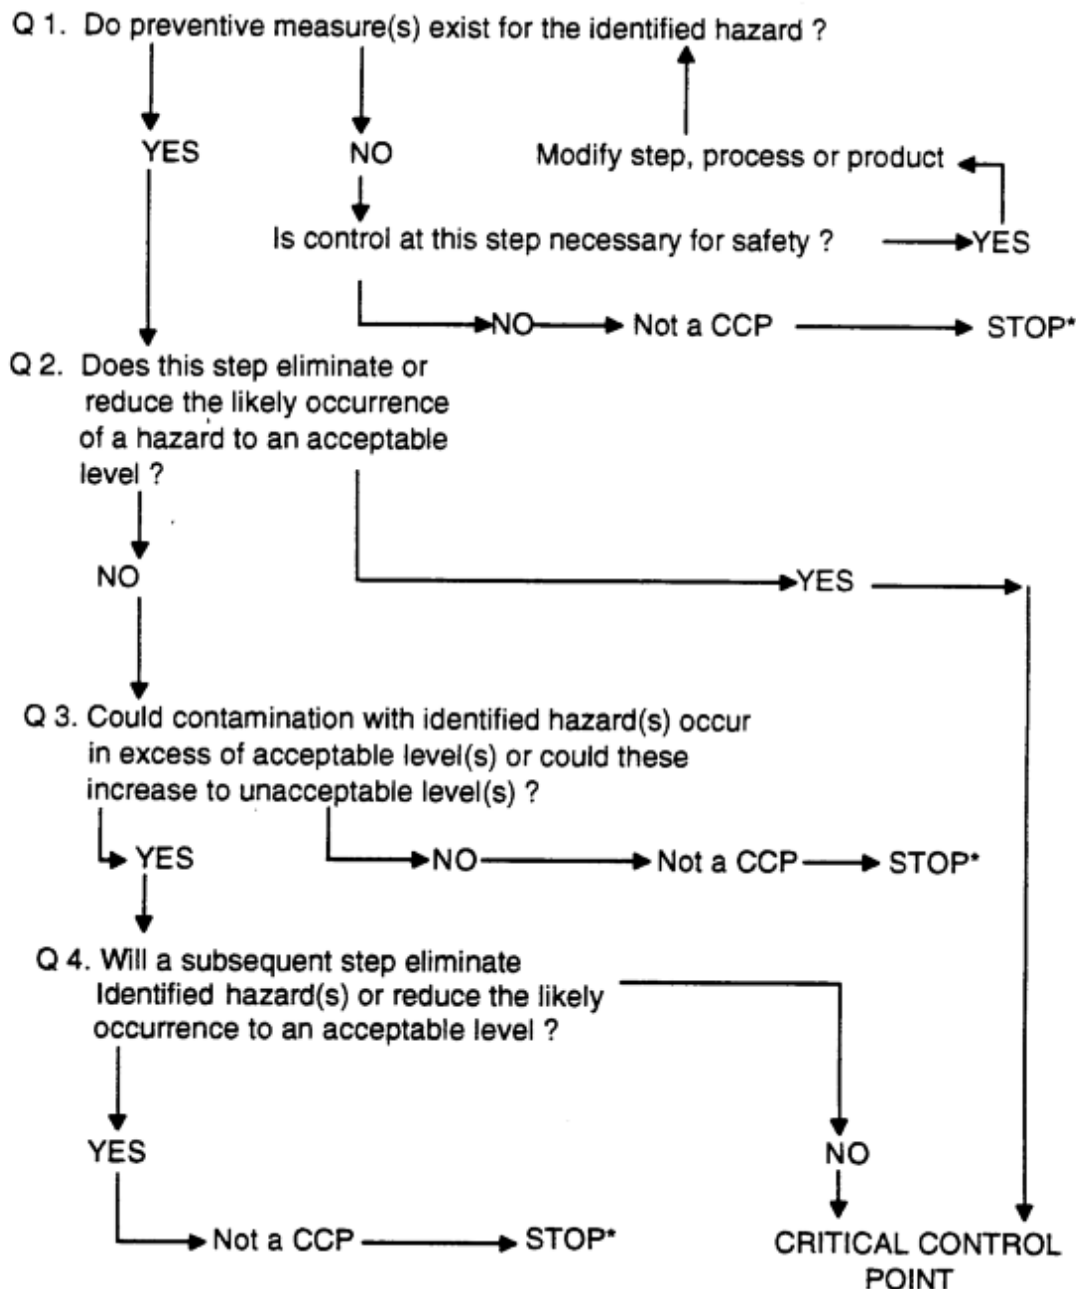 Q 1. Do preventive measure(s) exist for the identified hazard ?
YES
NO
Modify step, process or product
Is control at this step necessary for safety ?
YES
NO
Not a CCP
STOP*
Q 2. Does this step eliminate or
reduce the likely occurrence
of a hazard to an acceptable
level ?
NO
YES
Q 3. Could contamination with identified hazard(s) occur
in excess of acceptable level(s) or could these
increase to unacceptable level(s) ?
YES
NO
Not a CCP
STOP*
Q 4. Will a subsequent step eliminate
Identified hazard(s) or reduce the likely
occurrence to an acceptable level ?
YES
NO
Not a CCP
STOP*
CRITICAL CONTROL
POINT